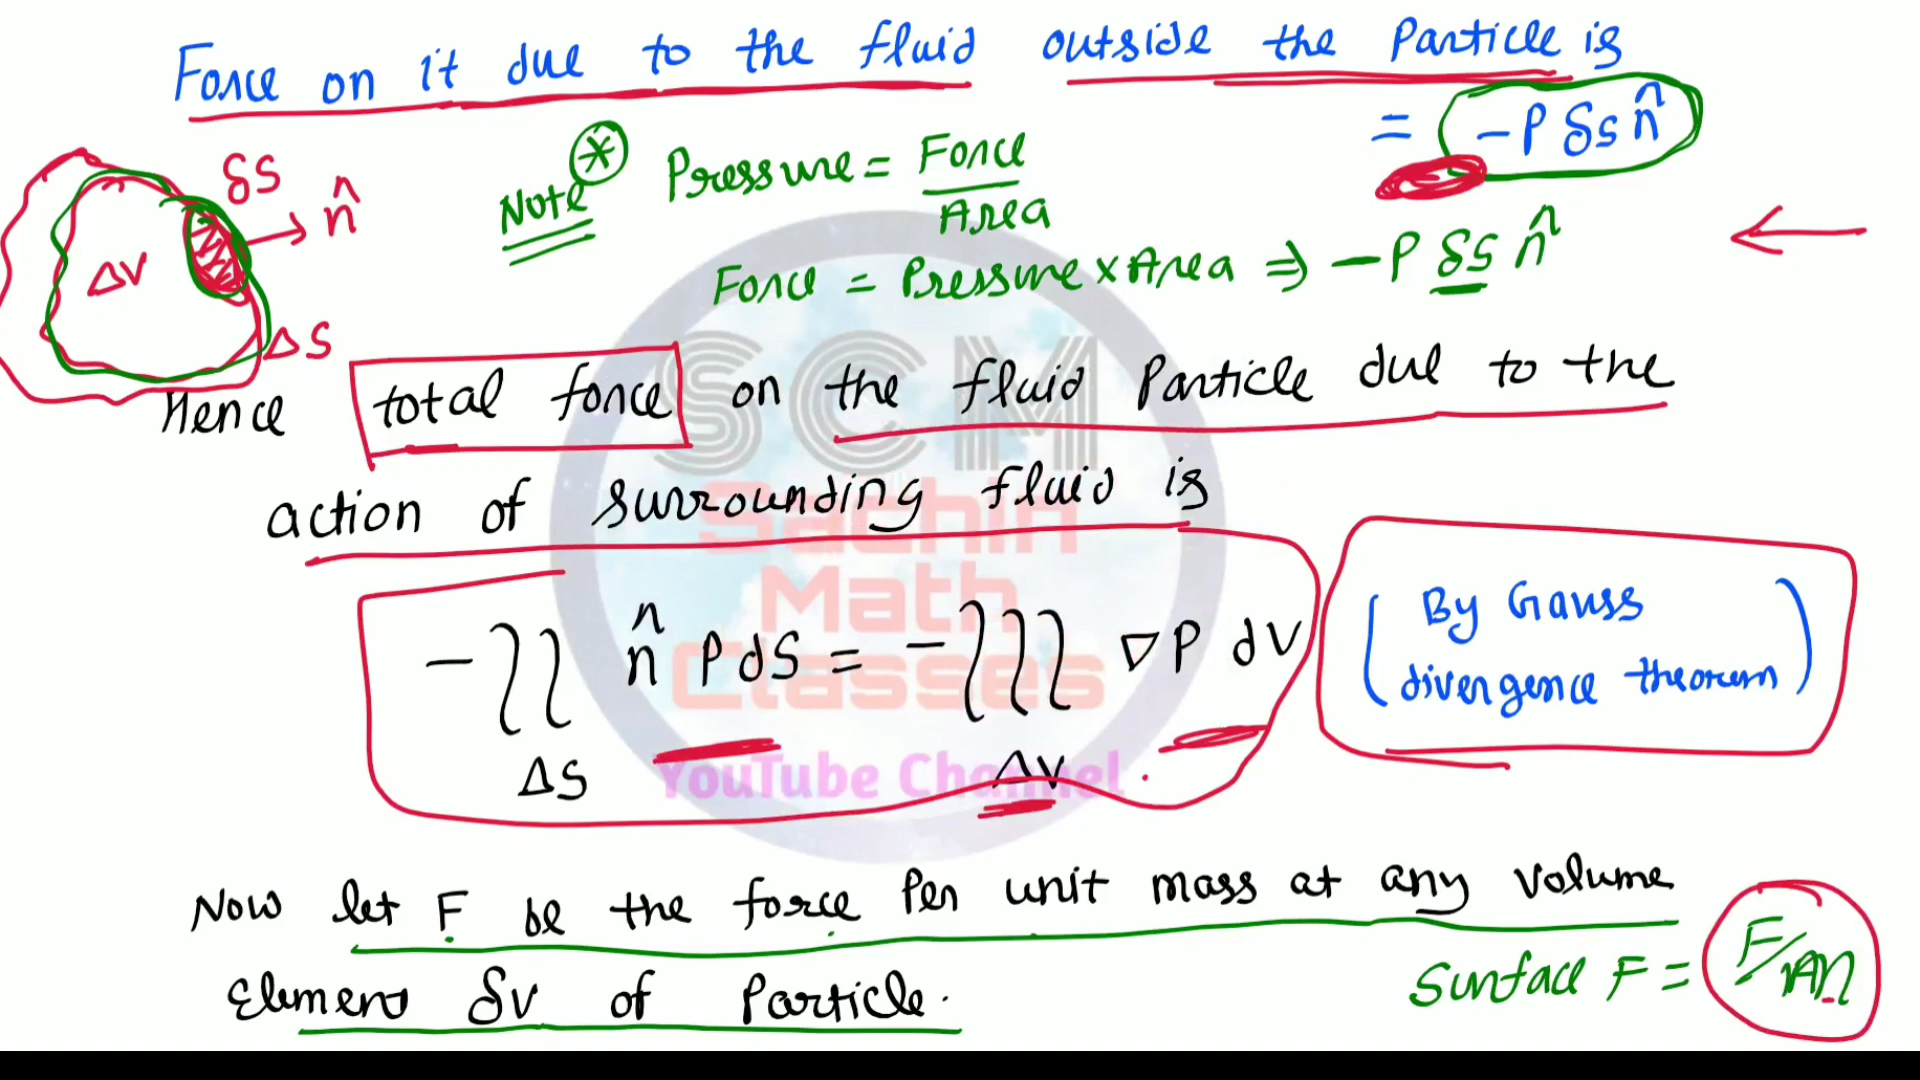 Force on it due to the fluid outside the Particle is
= -P δs n̂
Note * Pressure = Force/Area
δS n̂
ΔV
ΔS
Force = Pressure × Area ⇒ -P δs n̂
Hence total force on the fluid Particle due to the
action of surrounding fluid is
-∫∫ n̂ P dS = -∫∫∫ ∇P dV
ΔS ΔV
(By Gauss
divergence theorem)
Now let F be the force Per unit mass at any volume
Element δv of Particle.
Surface F =
SCM
Sachin
Math
Classes
YouTube Channel